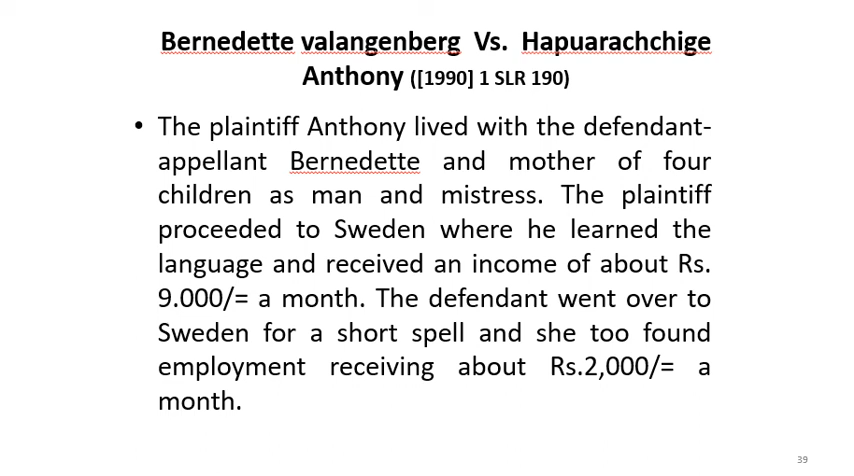 Bernedette valangenberg Vs. Hapuarachchige
Anthony ([1990] 1 SLR 190)
• The plaintiff Anthony lived with the defendant-
appellant Bernedette and mother of four
children as man and mistress. The plaintiff
proceeded to Sweden where he learned the
language and received an income of about Rs.
9.000/= a month. The defendant went over to
Sweden for a short spell and she too found
employment receiving about Rs.2,000/= a
month.
39